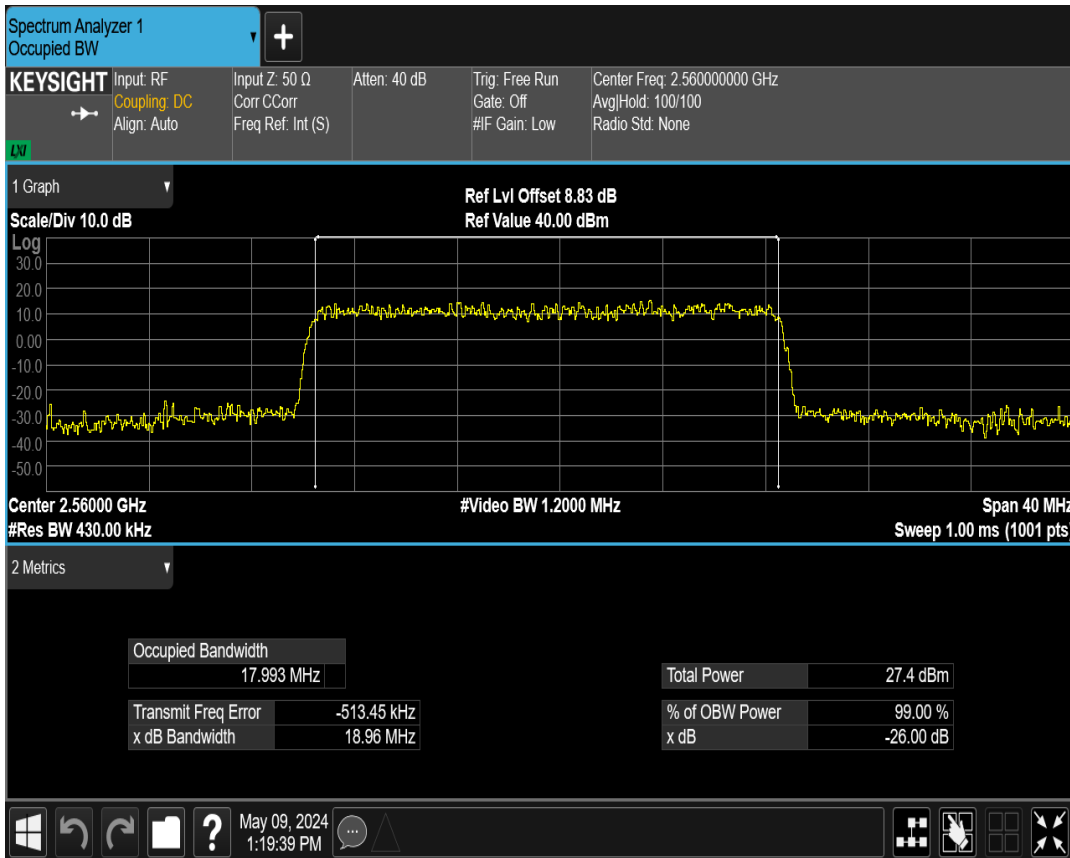 Spectrum Analyzer 1
Occupied BW
+
KEYSIGHT
LXI
Input: RF
Coupling: DC
Align: Auto
Input Z: 50 Ω
Corr CCorr
Freq Ref: Int (S)
Atten: 40 dB
Trig: Free Run
Gate: Off
#IF Gain: Low
Center Freq: 2.560000000 GHz
Avg|Hold: 100/100
Radio Std: None
1 Graph
Scale/Div 10.0 dB
Ref Lvl Offset 8.83 dB
Ref Value 40.00 dBm
Log
30.0
20.0
10.0
0.00
-10.0
-20.0
-30.0
-40.0
-50.0
Center 2.56000 GHz
#Video BW 1.2000 MHz
Span 40 MHz
#Res BW 430.00 kHz
Sweep 1.00 ms (1001 pts)
2 Metrics
Occupied Bandwidth
17.993 MHz
Total Power 27.4 dBm
Transmit Freq Error -513.45 kHz
% of OBW Power 99.00 %
x dB Bandwidth 18.96 MHz
x dB -26.00 dB
?
May 09, 2024
1:19:39 PM